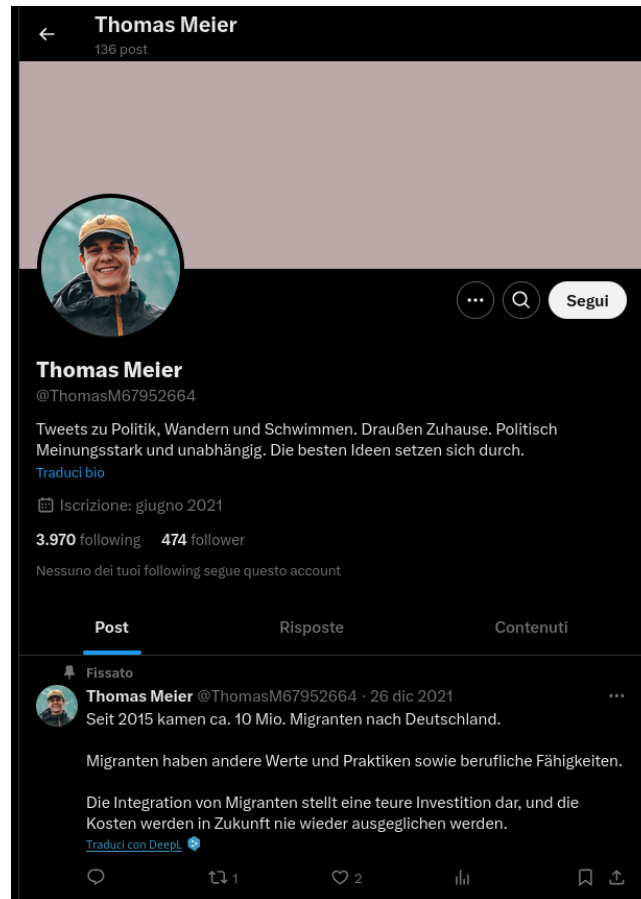 Thomas Meier
136 post
Segui
Thomas Meier
@ThomasM67952664
Tweets zu Politik, Wandern und Schwimmen. Draußen Zuhause. Politisch
Meinungsstark und unabhängig. Die besten Ideen setzen sich durch.
Traduci bio
Iscrizione: giugno 2021
3.970 following 474 follower
Nessuno dei tuoi following segue questo account
Post Risposte Contenuti
Fissato
Thomas Meier @ThomasM67952664 · 26 dic 2021
Seit 2015 kamen ca. 10 Mio. Migranten nach Deutschland.
Migranten haben andere Werte und Praktiken sowie berufliche Fähigkeiten.
Die Integration von Migranten stellt eine teure Investition dar, und die
Kosten werden in Zukunft nie wieder ausgeglichen werden.
Traduci con DeepL
1 2